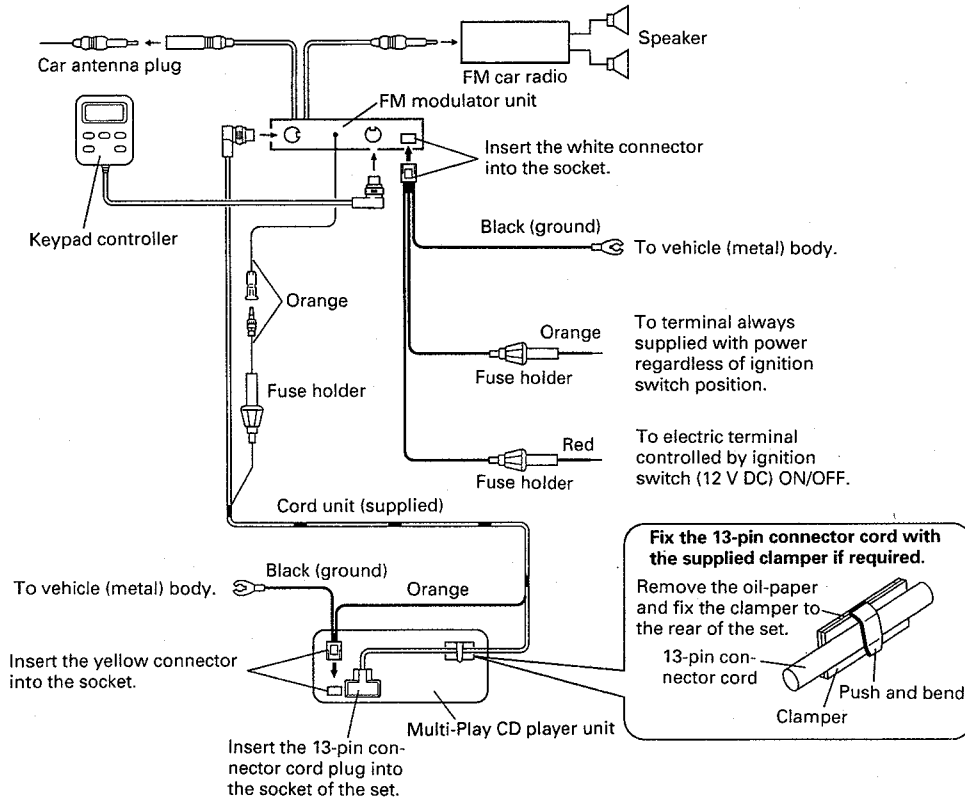 Speaker
Car antenna plug
FM car radio
FM modulator unit
Insert the white connector
into the socket.
Keypad controller
Black (ground)
To vehicle (metal) body.
Orange
Orange
To terminal always
supplied with power
regardless of ignition
switch position.
Fuse holder
Fuse holder
Red
To electric terminal
controlled by ignition
switch (12 V DC) ON/OFF.
Fuse holder
Cord unit (supplied)
Fix the 13-pin connector cord with
the supplied clamper if required.
Black (ground)
To vehicle (metal) body.
Orange
Remove the oil-paper
and fix the clamper to
the rear of the set.
13-pin con-
nector cord
Push and bend
Clamper
Insert the yellow connector
into the socket.
Multi-Play CD player unit
Insert the 13-pin con-
nector cord plug into
the socket of the set.